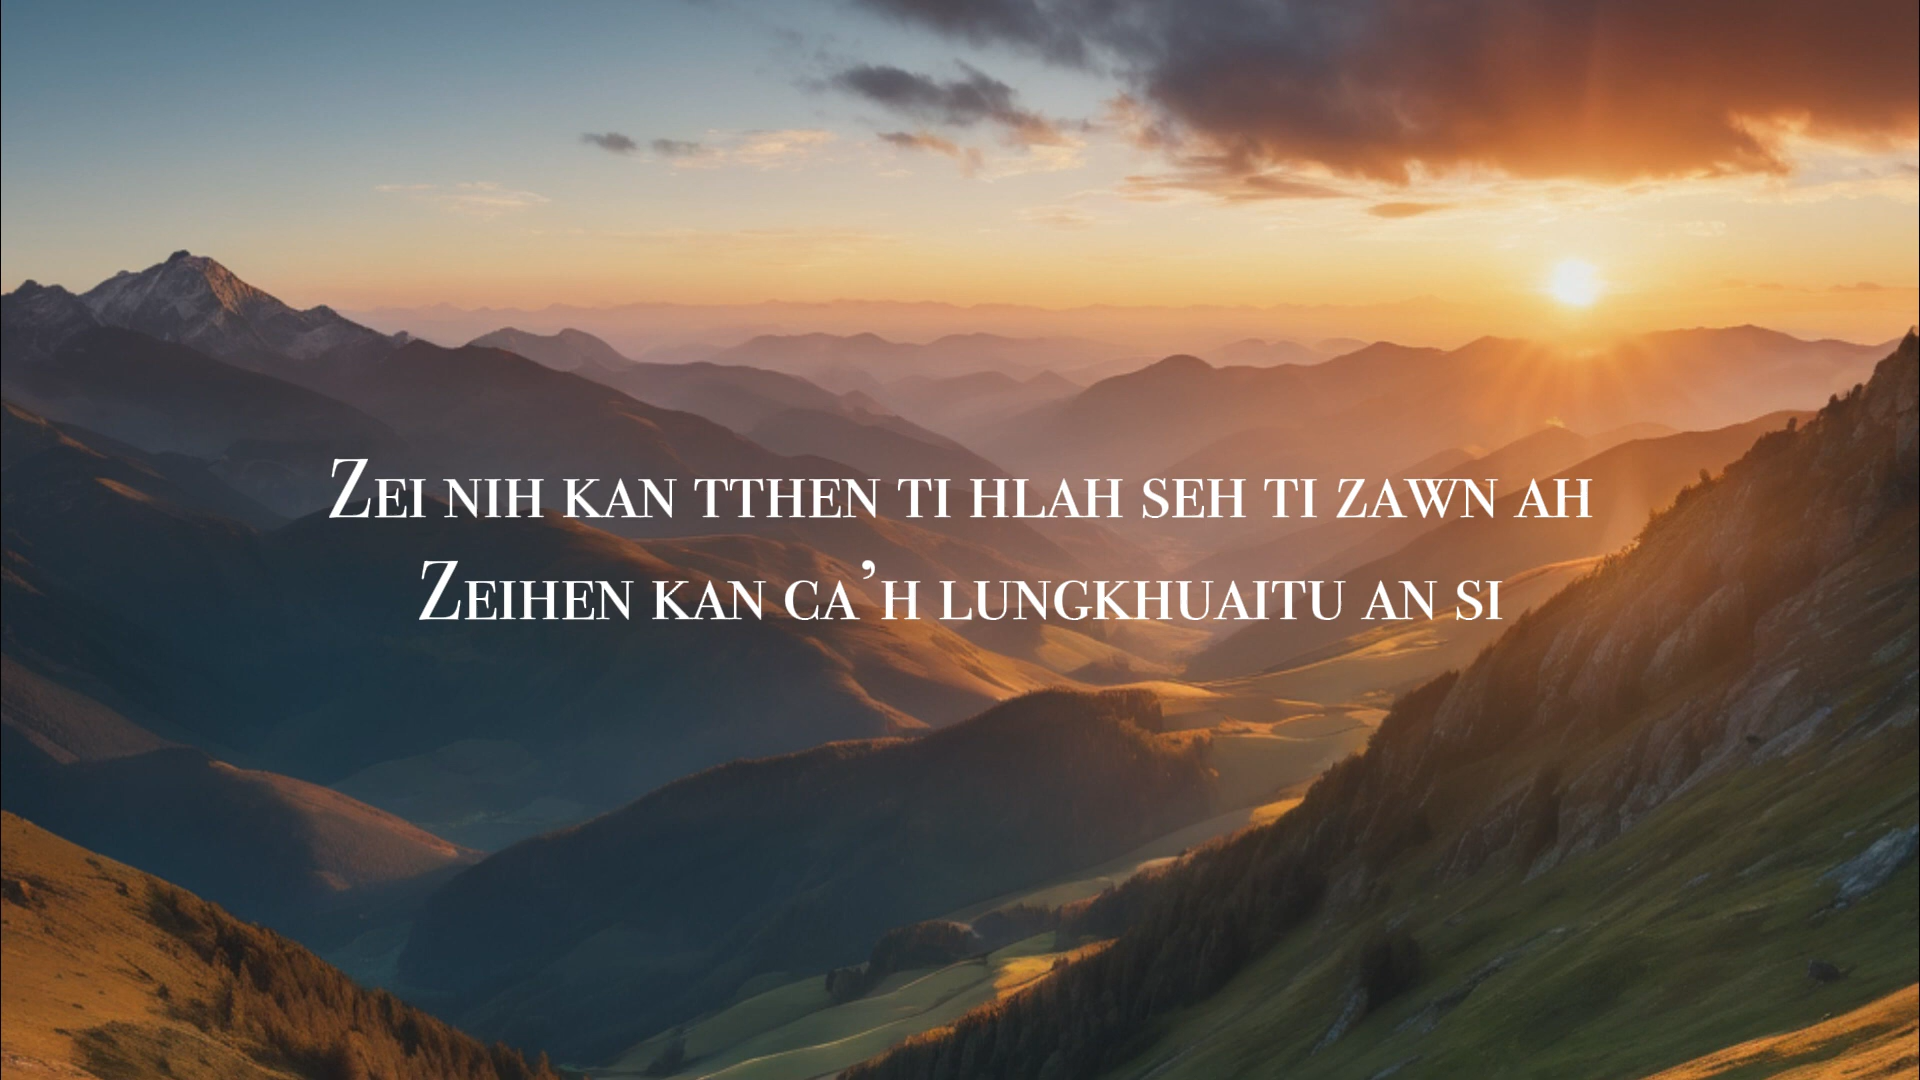 Zei nih kan tthen ti hlah seh ti zawn ah
Zeihen kan ca’h lungkhuaitu an si